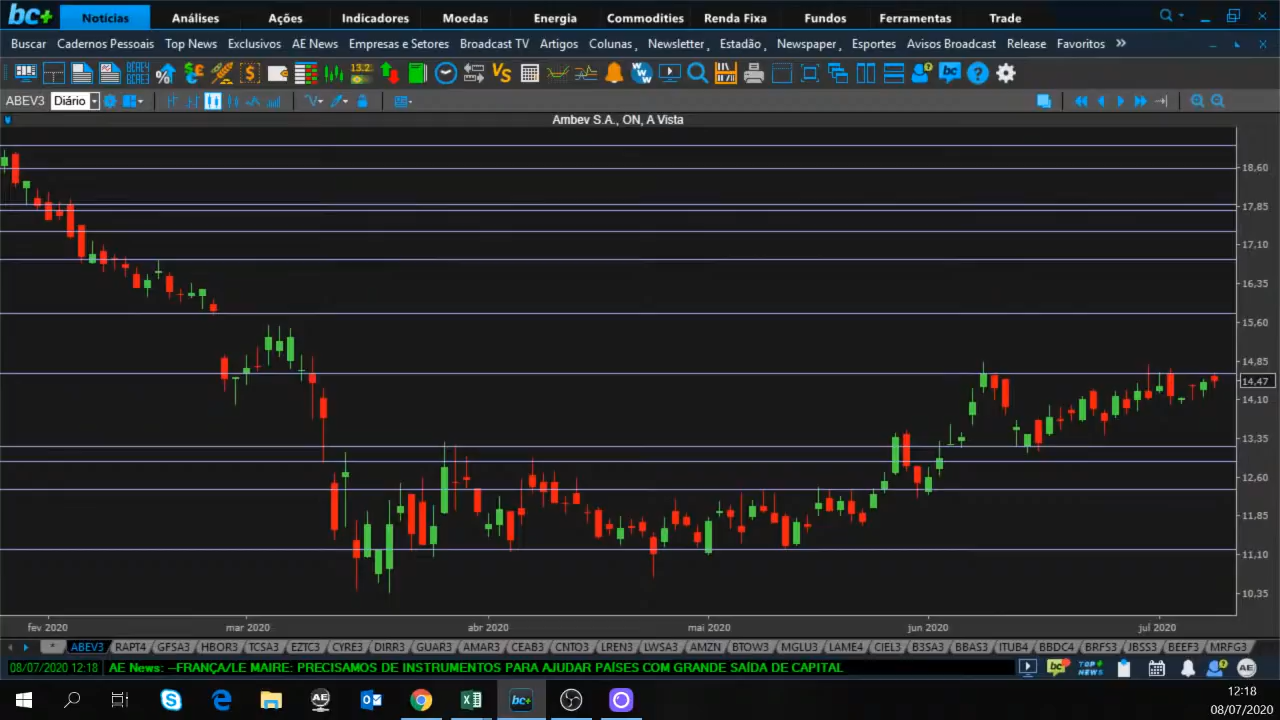 bc+ Notícias Análises Ações Indicadores Moedas Energia Commodities Renda Fixa Fundos Ferramentas Trade
Buscar Cadernos Pessoais Top News Exclusivos AE News Empresas e Setores Broadcast TV Artigos Colunas Newsletter Estadão Newspaper Esportes Avisos Broadcast Release Favoritos »
ABEV3 Diário
Ambev S.A., ON, A Vista
18,60
17,85
17,10
16,35
15,60
14,85
14,47
14,10
13,35
12,60
11,85
11,10
10,35
fev 2020 mar 2020 abr 2020 mai 2020 jun 2020 jul 2020
* ABEV3 RAPT4 GFSA3 HBOR3 TCSA3 EZTC3 CYRE3 DIRR3 GUAR3 AMAR3 CEAB3 CNTO3 LREN3 LWSA3 AMZN BTOW3 MGLU3 LAME4 CIEL3 B3SA3 BBAS3 ITUB4 BBDC4 BRFS3 JBSS3 BEEF3 MRFG3
08/07/2020 12:18 AE News: --FRANÇA/LE MAIRE: PRECISAMOS DE INSTRUMENTOS PARA AJUDAR PAÍSES COM GRANDE SAÍDA DE CAPITAL bc TOP NEWS AE
AE bc+ 12:18
08/07/2020